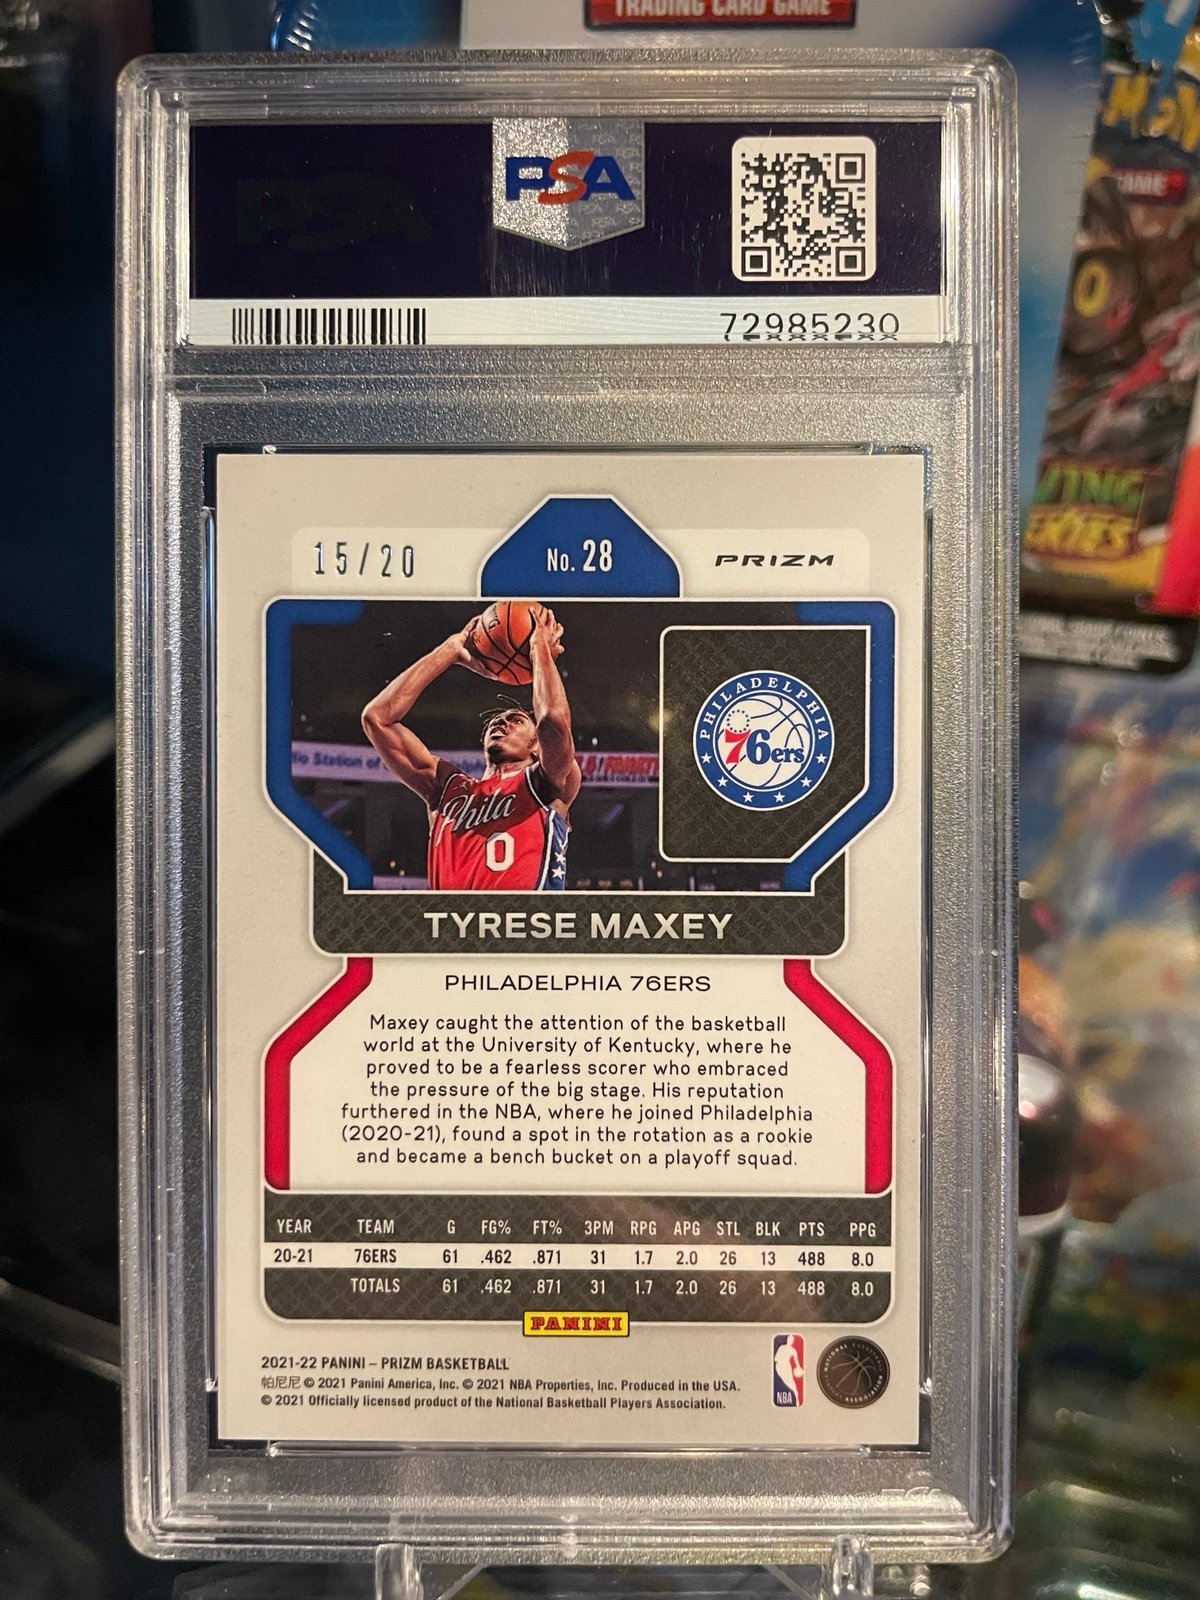 TRADING CARD GAME
PSA
72985230
15/20
No. 28
PRIZM
PHILADELPHIA
76ers
Phila
0
TYRESE MAXEY
PHILADELPHIA 76ERS
Maxey caught the attention of the basketball
world at the University of Kentucky, where he
proved to be a fearless scorer who embraced
the pressure of the big stage. His reputation
furthered in the NBA, where he joined Philadelphia
(2020-21), found a spot in the rotation as a rookie
and became a bench bucket on a playoff squad.
YEAR TEAM G FG% FT% 3PM RPG APG STL BLK PTS PPG
20-21 76ERS 61 .462 .871 31 1.7 2.0 26 13 488 8.0
TOTALS 61 .462 .871 31 1.7 2.0 26 13 488 8.0
PANINI
2021-22 PANINI – PRIZM BASKETBALL
帕尼尼 © 2021 Panini America, Inc. © 2021 NBA Properties, Inc. Produced in the USA.
© 2021 Officially licensed product of the National Basketball Players Association.
NBA